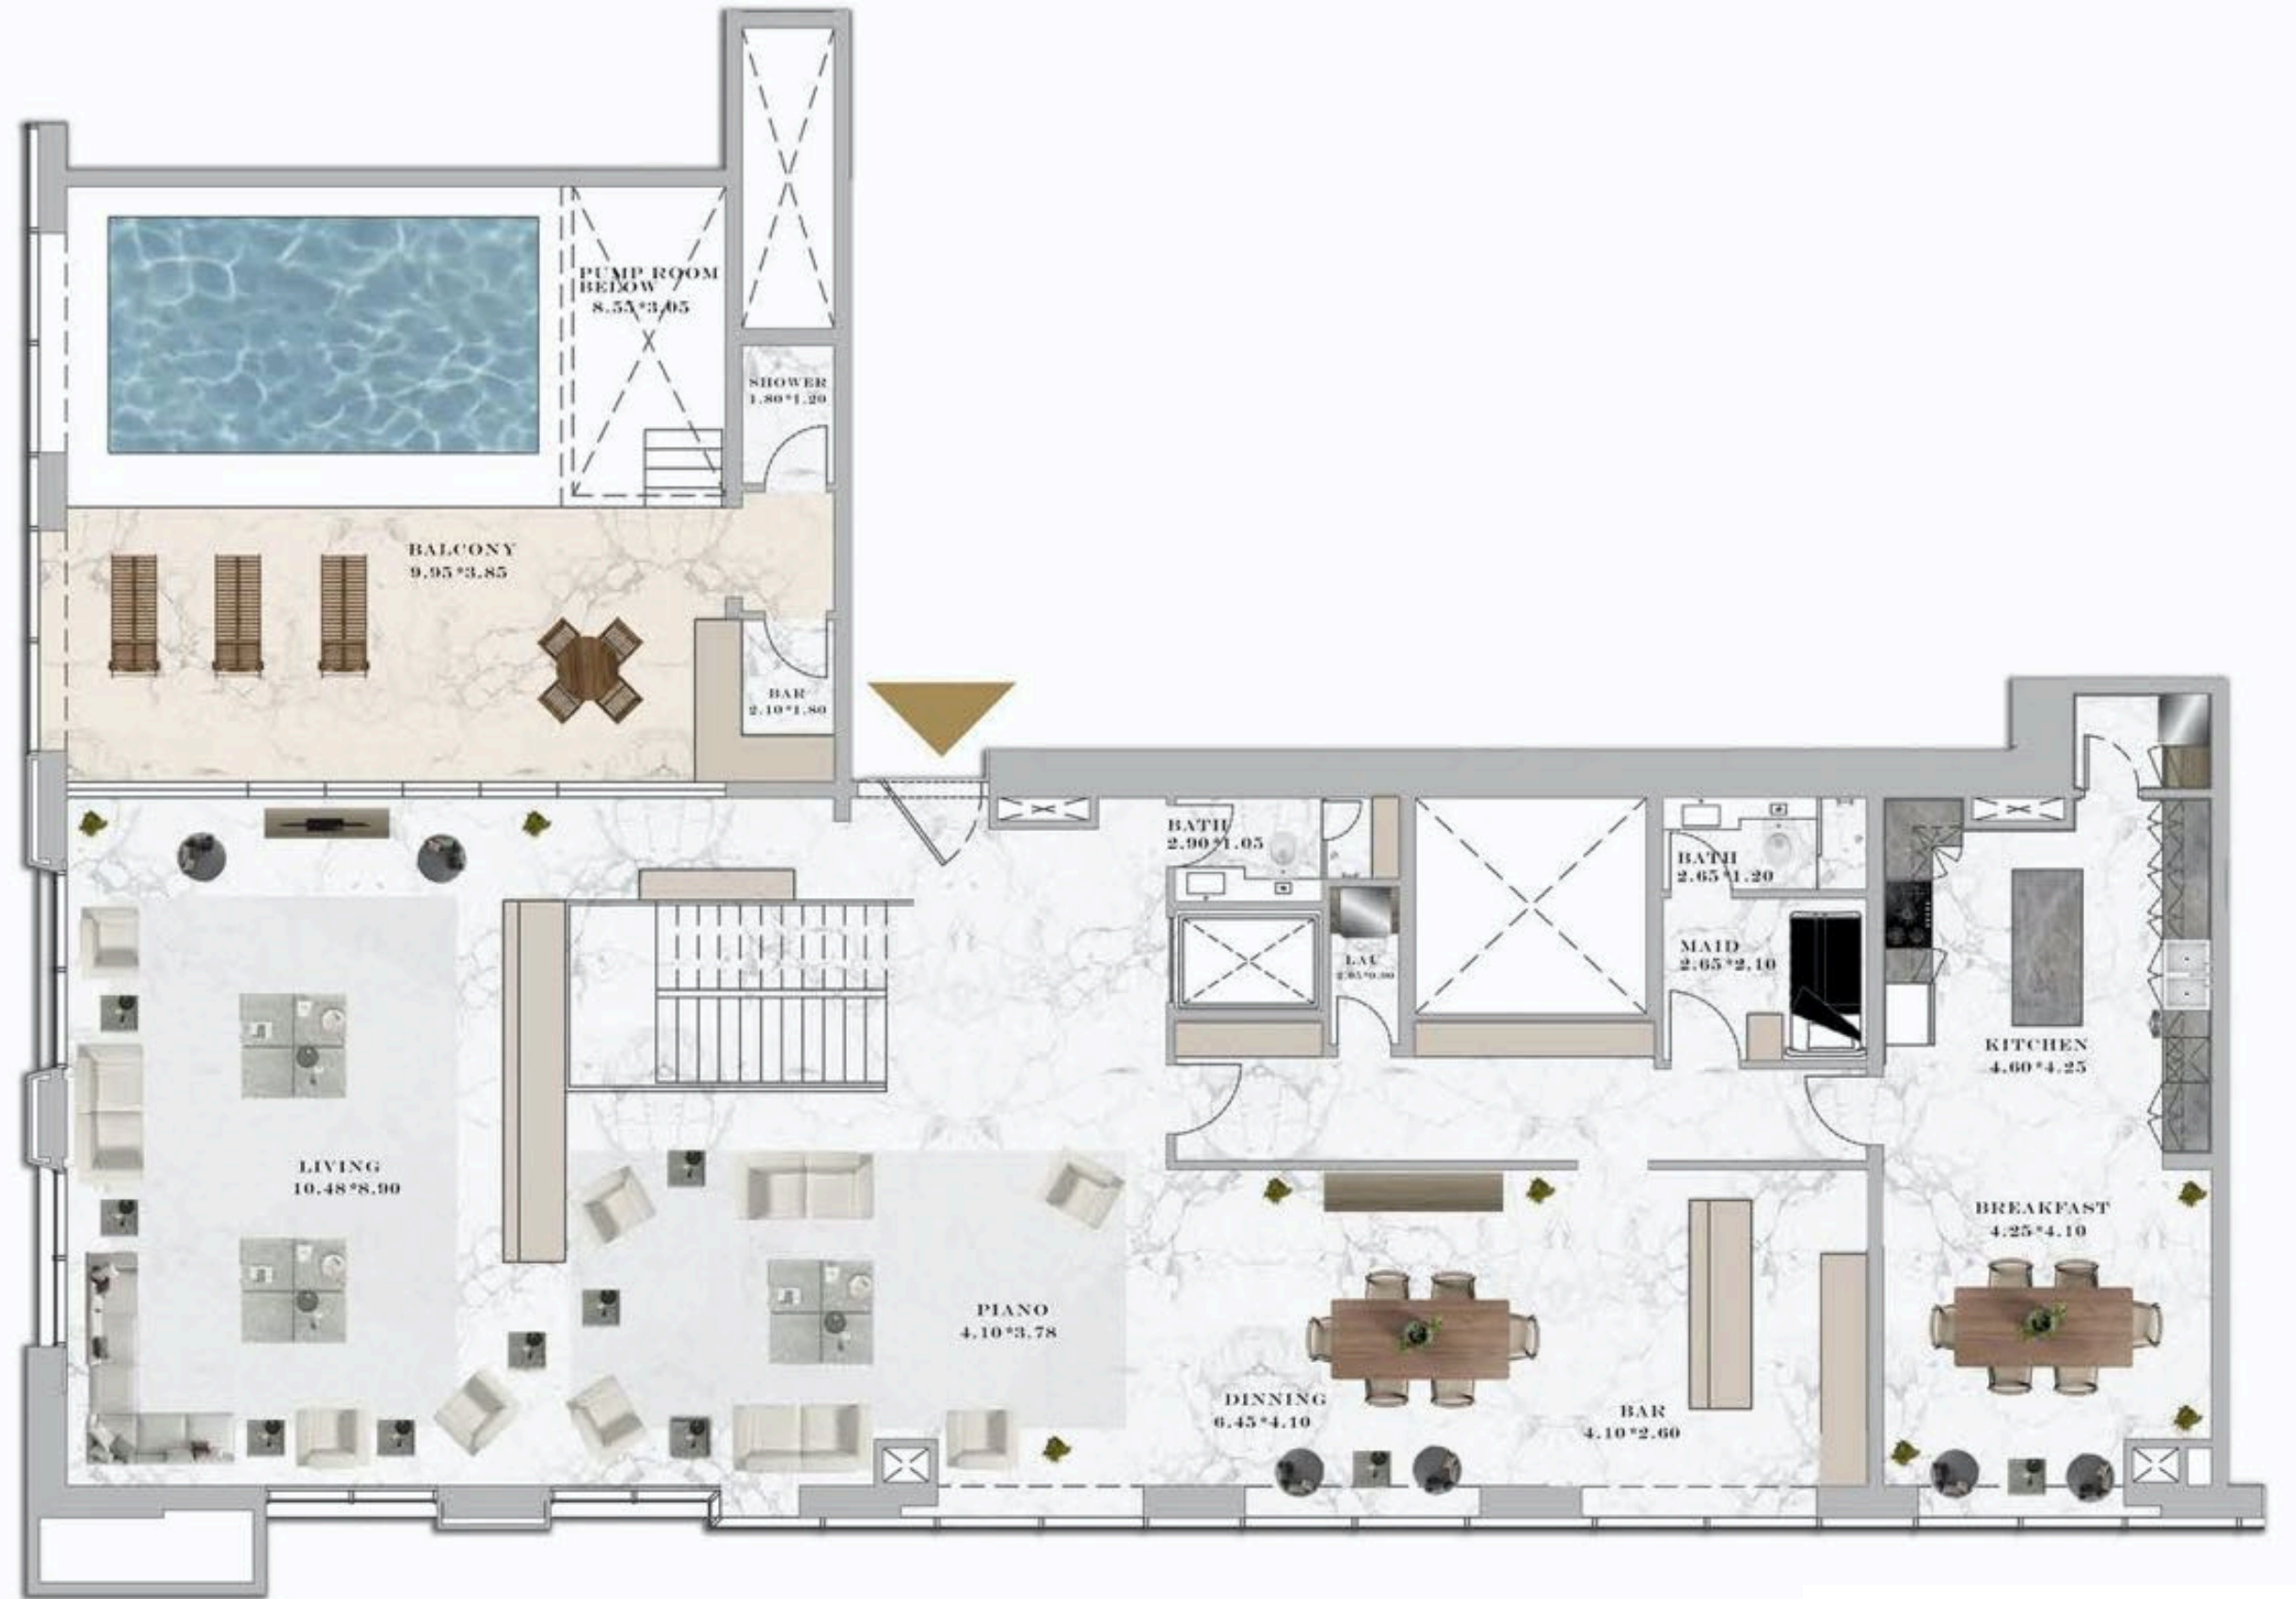 PUMP ROOM
BELOW
8.55*3.05
SHOWER
1.80*1.20
BALCONY
9.95*3.85
BAR
2.10*1.80
BATH
2.90*1.05
BATH
2.65*1.20
LAU
MAID
2.65*2.10
KITCHEN
4.60*4.25
LIVING
10.48*8.90
BREAKFAST
4.25*4.10
PIANO
4.10*3.78
DINNING
6.45*4.10
BAR
4.10*2.60